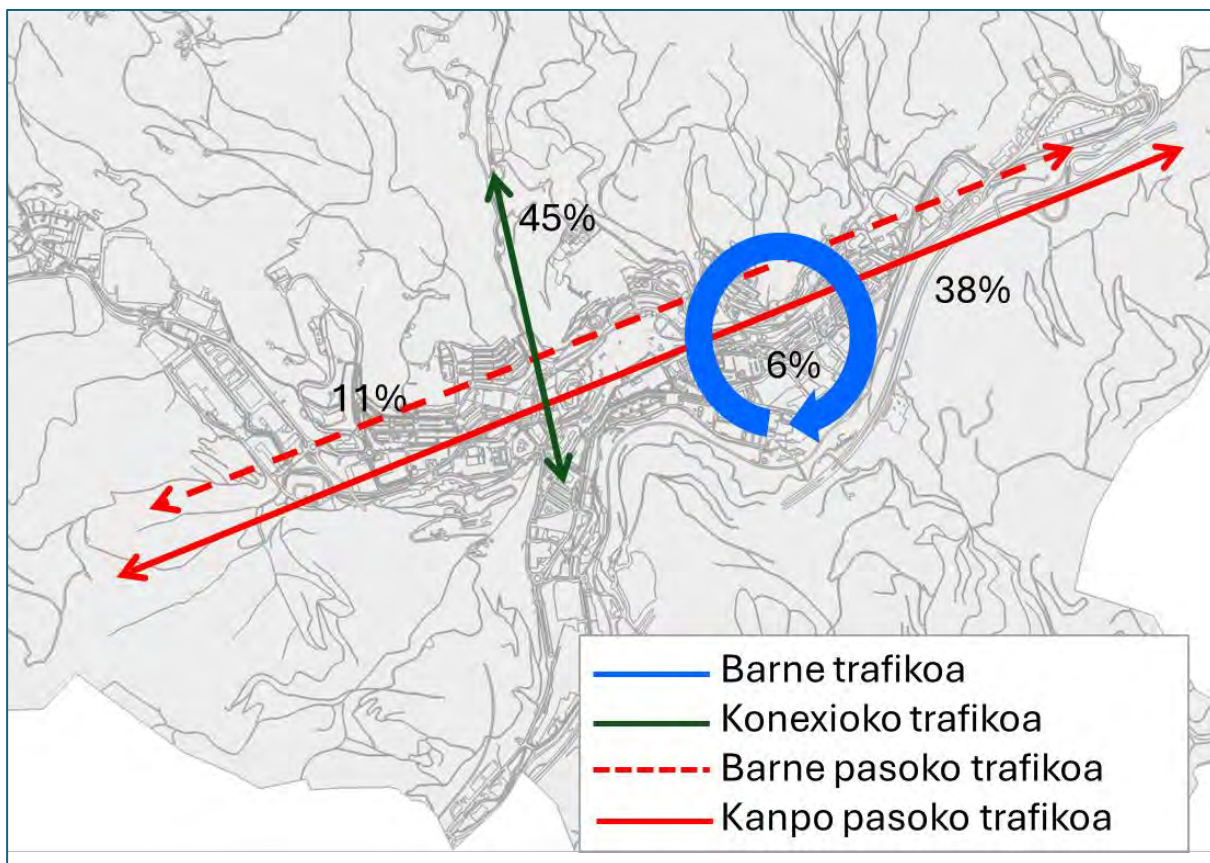 45%
38%
6%
11%
Barne trafikoa
Konexioko trafikoa
Barne pasoko trafikoa
Kanpo pasoko trafikoa